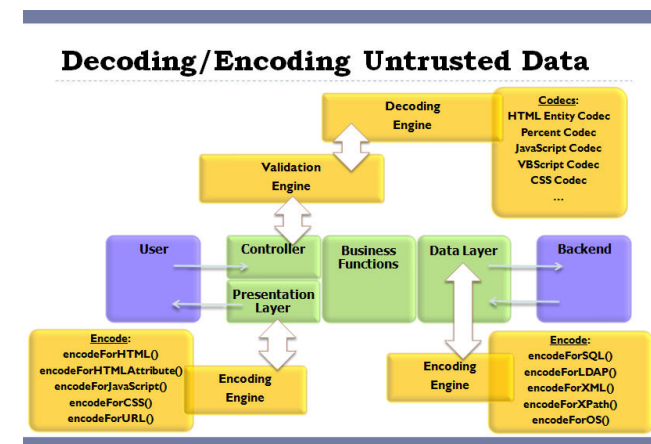 Decoding/Encoding Untrusted Data
Decoding
Engine
Codecs:
HTML Entity Codec
Percent Codec
JavaScript Codec
VBScript Codec
CSS Codec
...
Validation
Engine
User
Controller
Presentation
Layer
Business
Functions
Data Layer
Backend
Encode:
encodeForHTML()
encodeForHTMLAttribute()
encodeForJavaScript()
encodeForCSS()
encodeForURL()
Encoding
Engine
Encoding
Engine
Encode:
encodeForSQL()
encodeForLDAP()
encodeForXML()
encodeForXPath()
encodeForOS()